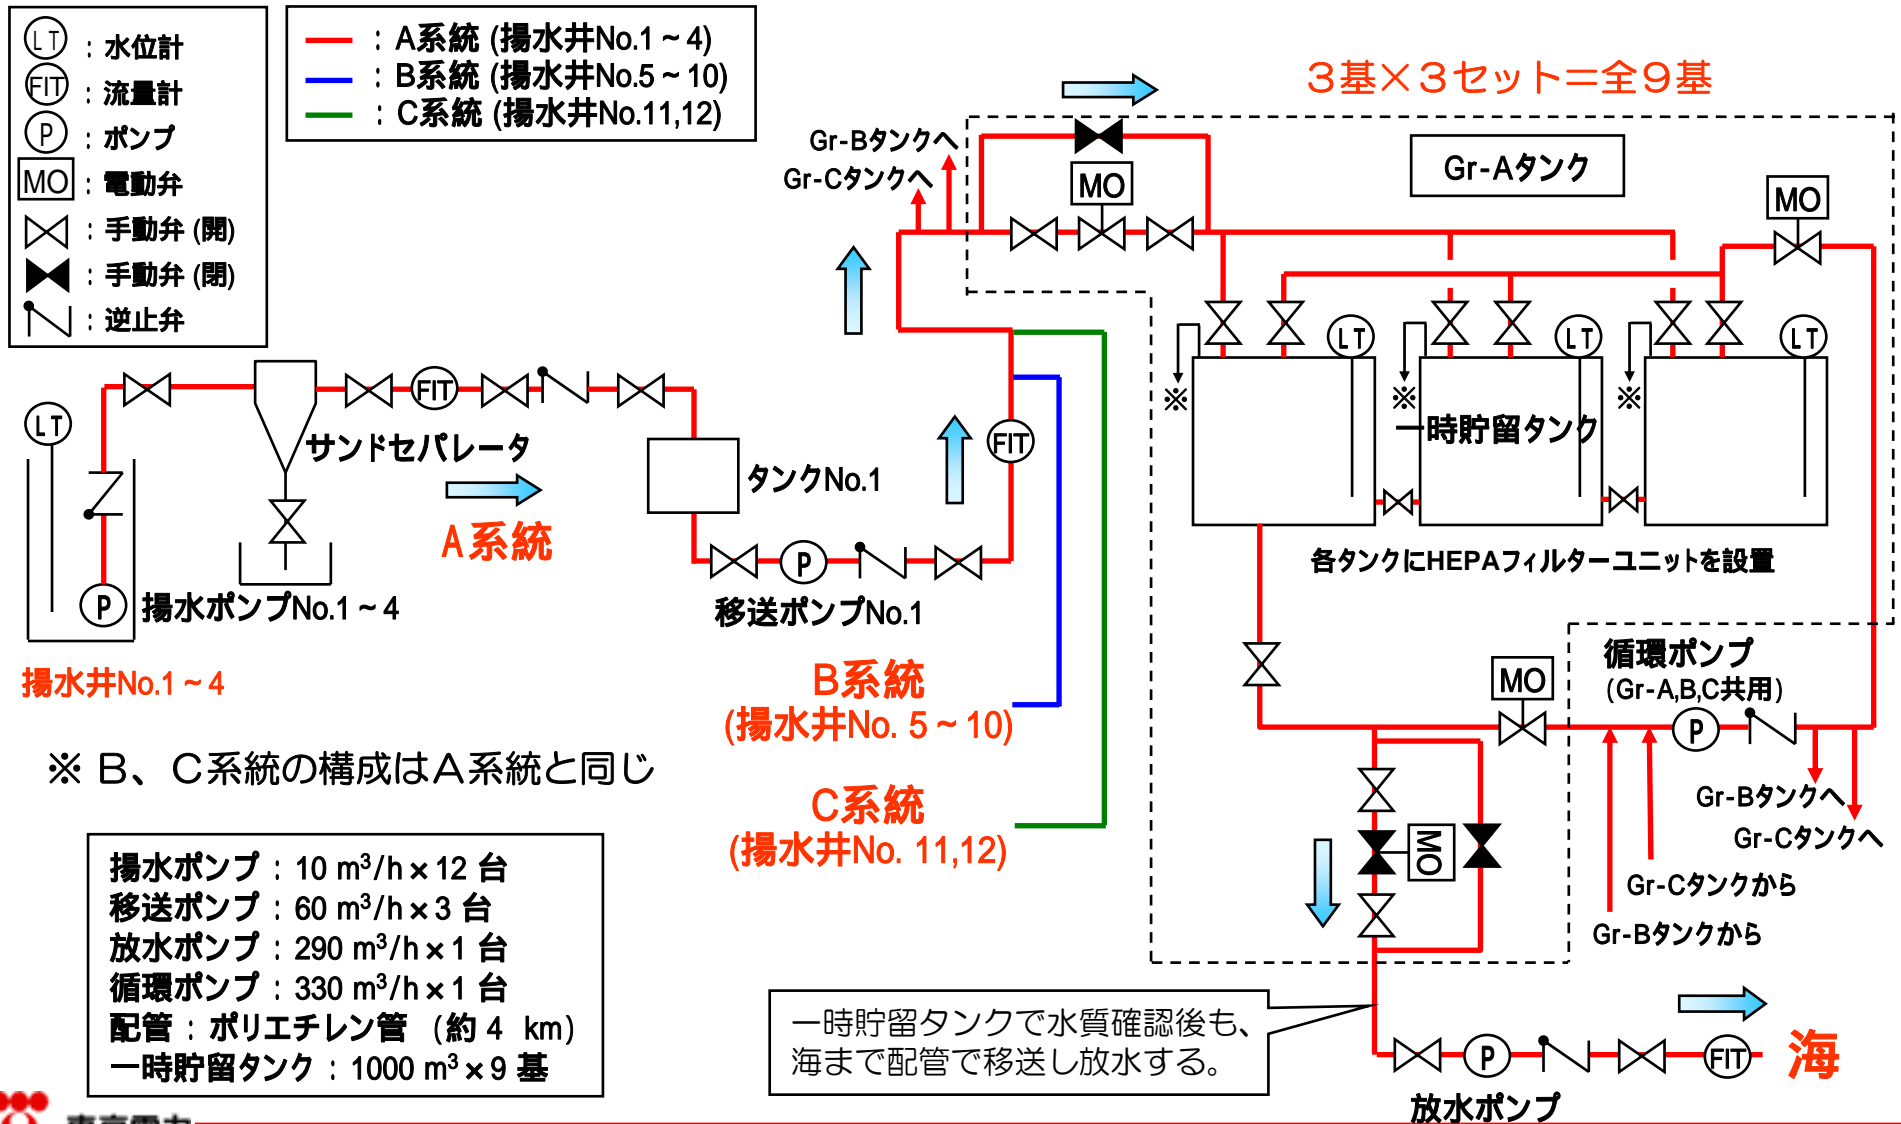 LT : 水位計
FIT : 流量計
P : ポンプ
MO : 電動弁
: 手動弁 (開)
: 手動弁 (閉)
: 逆止弁
: A系統 (揚水井No.1 ~ 4)
: B系統 (揚水井No.5 ~ 10)
: C系統 (揚水井No.11,12)
3基×3セット=全9基
Gr-Bタンクへ
Gr-Cタンクへ
MO
Gr-Aタンク
MO
LT
LT
LT
※
※
※
一時貯留タンク
各タンクにHEPAフィルターユニットを設置
LT
FIT
サンドセパレータ
A系統
P
揚水ポンプNo.1 ~ 4
揚水井No.1 ~ 4
タンクNo.1
FIT
P
移送ポンプNo.1
B系統
(揚水井No. 5 ~ 10)
C系統
(揚水井No. 11,12)
※ B、C系統の構成はA系統と同じ
循環ポンプ
(Gr-A,B,C共用)
MO
P
Gr-Bタンクへ
Gr-Cタンクへ
Gr-Cタンクから
Gr-Bタンクから
MO
揚水ポンプ : 10 m³/h × 12 台
移送ポンプ : 60 m³/h × 3 台
放水ポンプ : 290 m³/h × 1 台
循環ポンプ : 330 m³/h × 1 台
配管 : ポリエチレン管 (約 4 km)
一時貯留タンク : 1000 m³ × 9 基
一時貯留タンクで水質確認後も、
海まで配管で移送し放水する。
P
FIT
海
放水ポンプ
東京電力